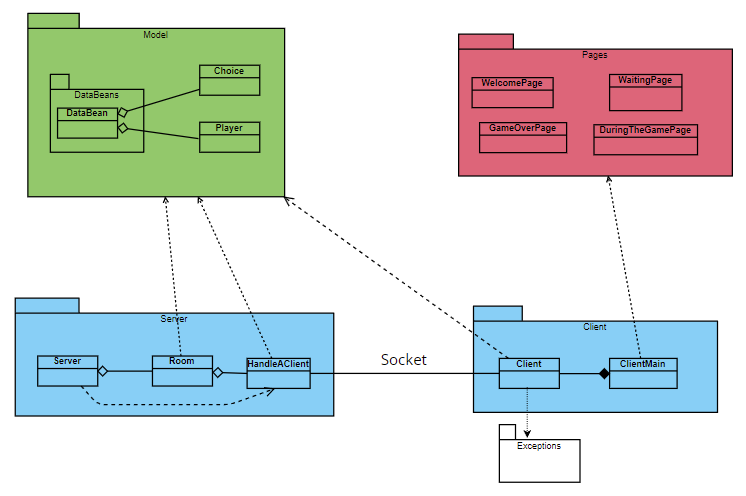 Model
Pages
Choice
DataBeans
DataBean
Player
WelcomePage
WaitingPage
GameOverPage
DuringTheGamePage
Server
Client
Server
Room
HandleAClient
Socket
Client
ClientMain
Exceptions